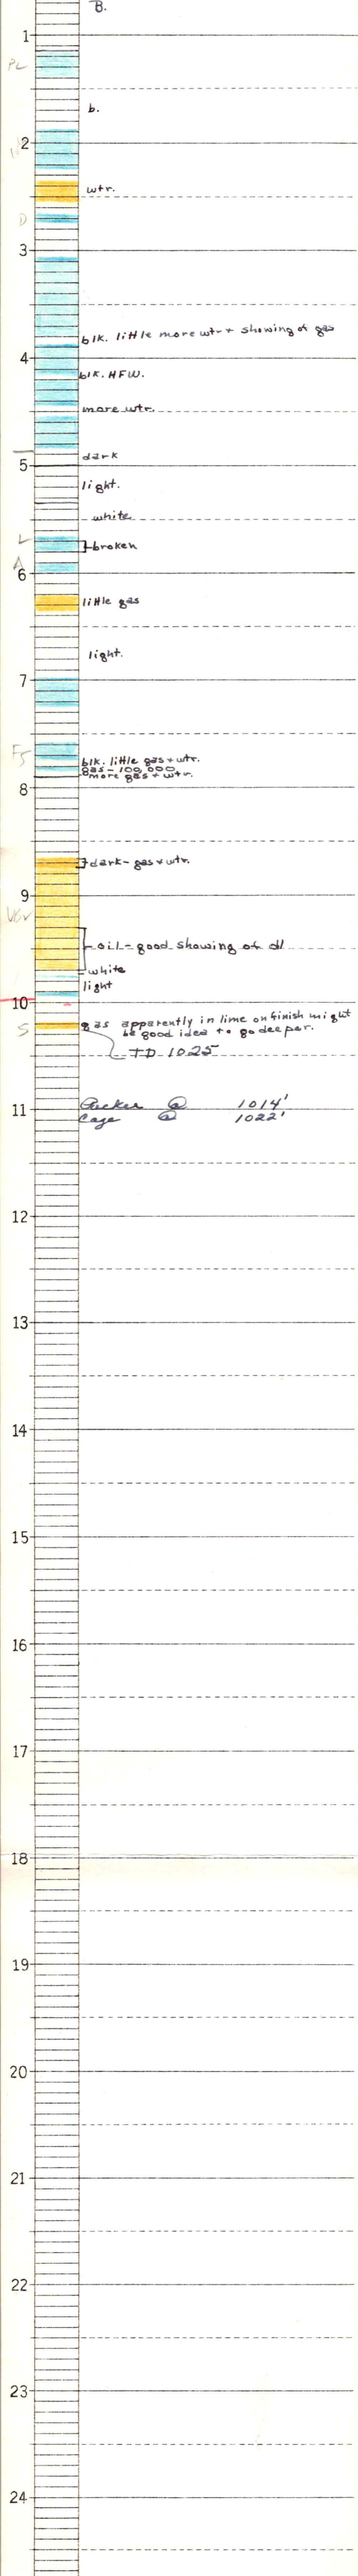 B.
1
PL
b.
2
wtr.
D
3
blk. little more wtr + showing of gas
4
blk. HFW.
more wtr.
dark
5
light.
white
L
broken
A
6
little gas
light.
7
FS
blk. little gas + wtr.
gas - 100,000
more gas + wtr.
8
dark - gas + wtr.
9
oil - good showing of oil
white
10
light
S
gas apparently in lime on finish might
be good idea to go deeper.
TD 1025
11
Packer @ 1014'
Cage @ 1022'
12
13
14
15
16
17
18
19
20
21
22
23
24